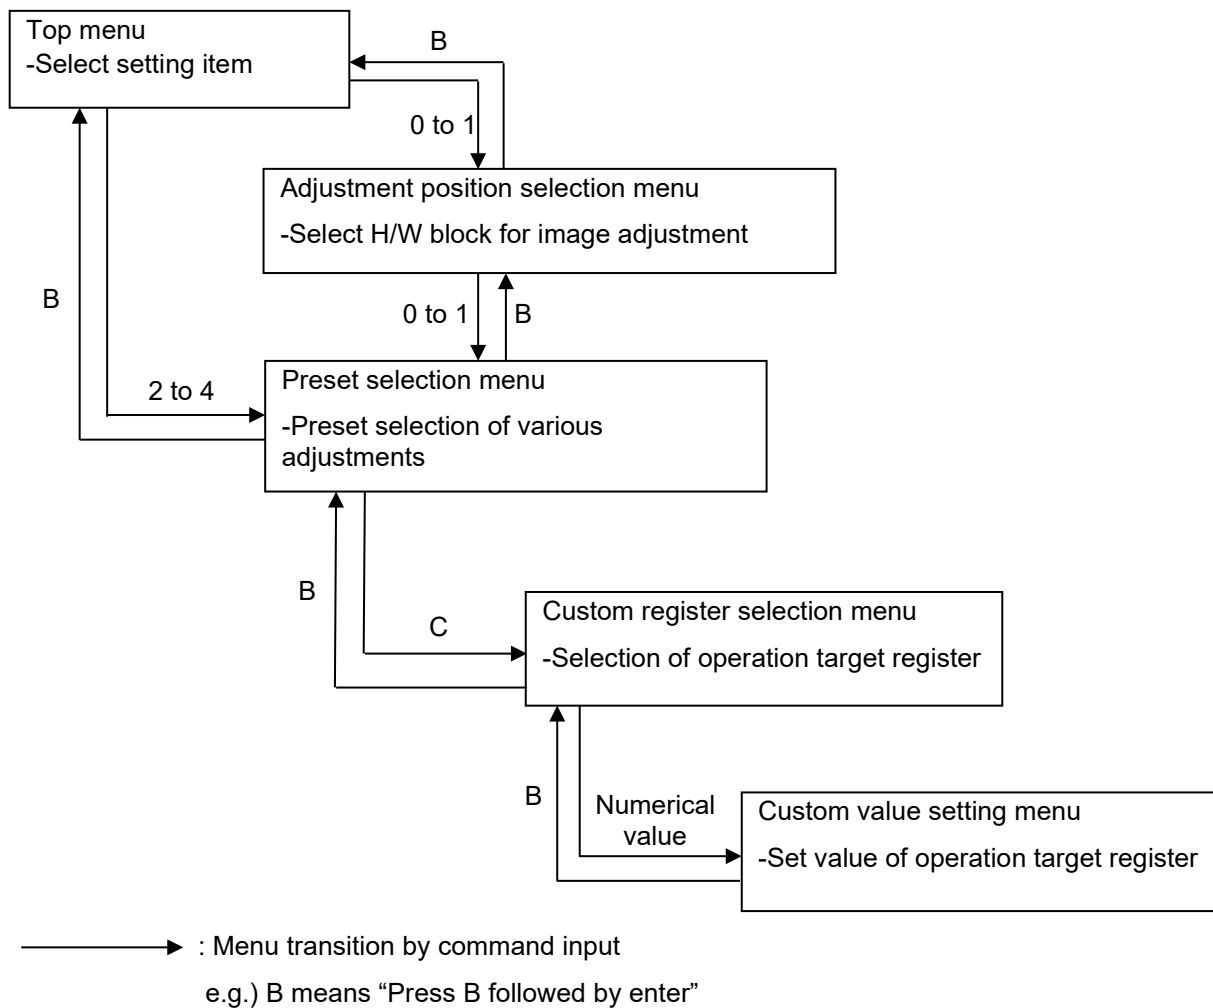 Top menu
-Select setting item
B
0 to 1
Adjustment position selection menu
-Select H/W block for image adjustment
B
0 to 1
B
Preset selection menu
2 to 4
-Preset selection of various
adjustments
B
C
Custom register selection menu
-Selection of operation target register
B
Numerical
value
Custom value setting menu
-Set value of operation target register
: Menu transition by command input
e.g.) B means “Press B followed by enter”